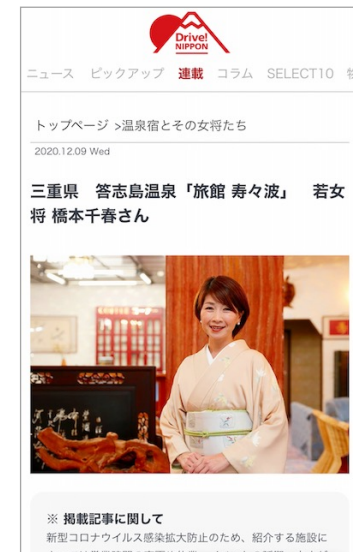 Drive!
NIPPON
ニュース ピックアップ 連載 コラム SELECT10
トップページ >温泉宿とその女将たち
2020.12.09 Wed
三重県 答志島温泉「旅館 寿々波」 若女
将 橋本千春さん
※ 掲載記事に関して
新型コロナウイルス感染拡大防止のため、紹介する施設に